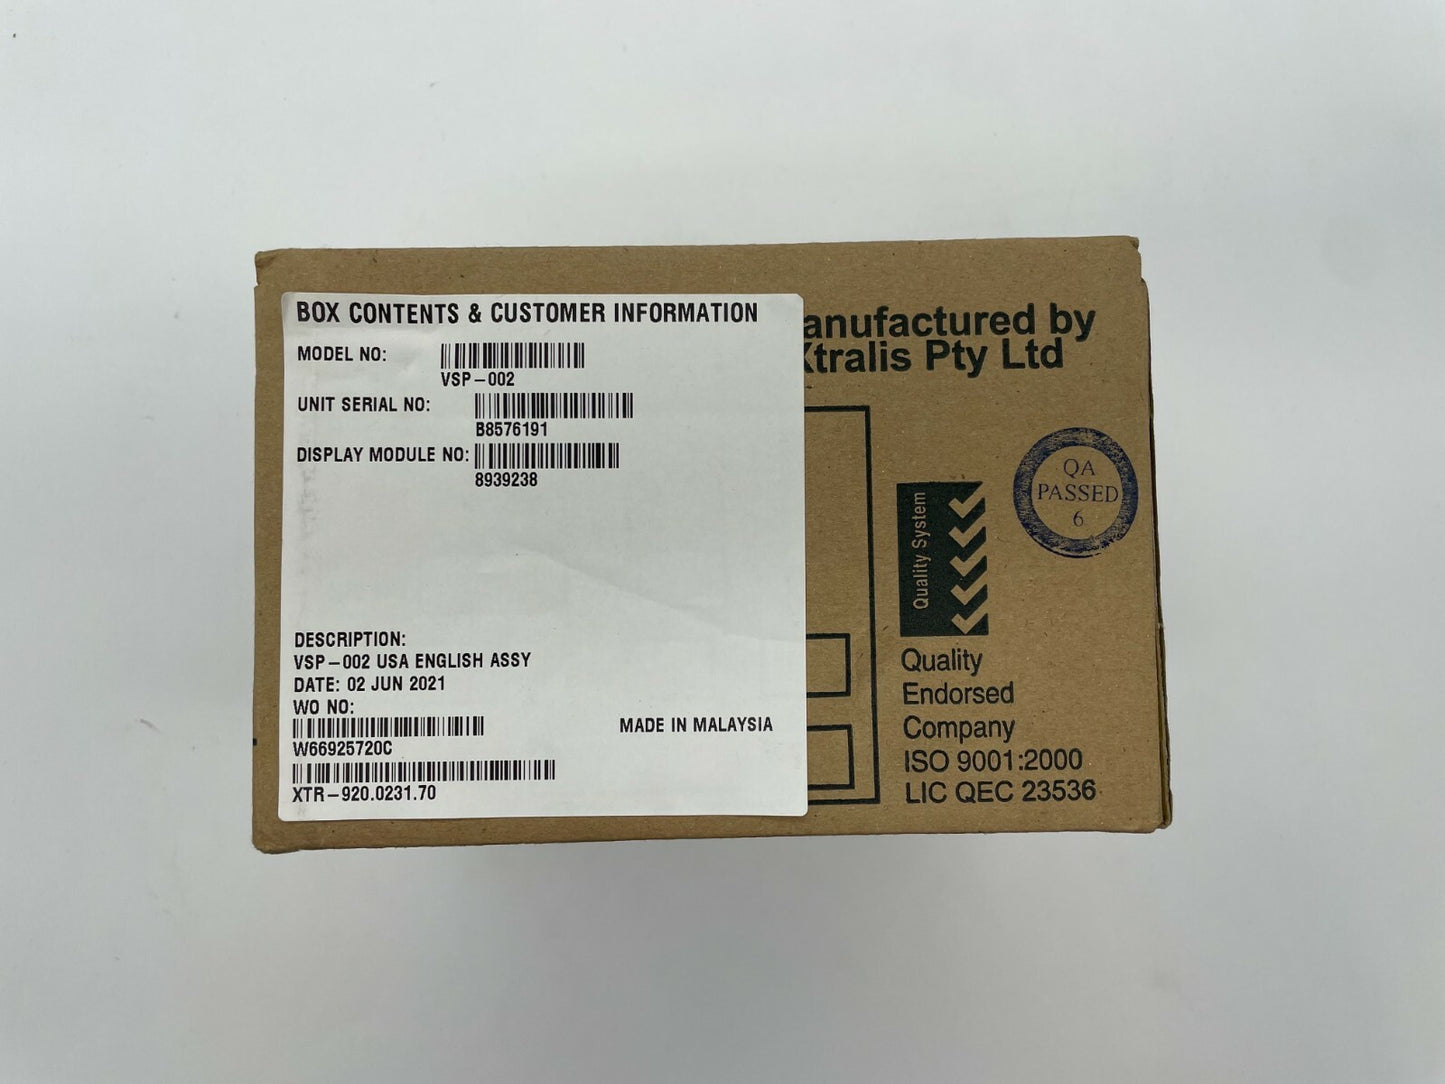 BOX CONTENTS & CUSTOMER INFORMATION
MODEL NO:
VSP-002
UNIT SERIAL NO:
B8576191
DISPLAY MODULE NO:
8939238
DESCRIPTION:
VSP-002 USA ENGLISH ASSY
DATE: 02 JUN 2021
WO NO:
W66925720C
MADE IN MALAYSIA
XTR-920.0231.70
anufactured by
Xtralis Pty Ltd
QA
PASSED
6
Quality System
Quality
Endorsed
Company
ISO 9001:2000
LIC QEC 23536